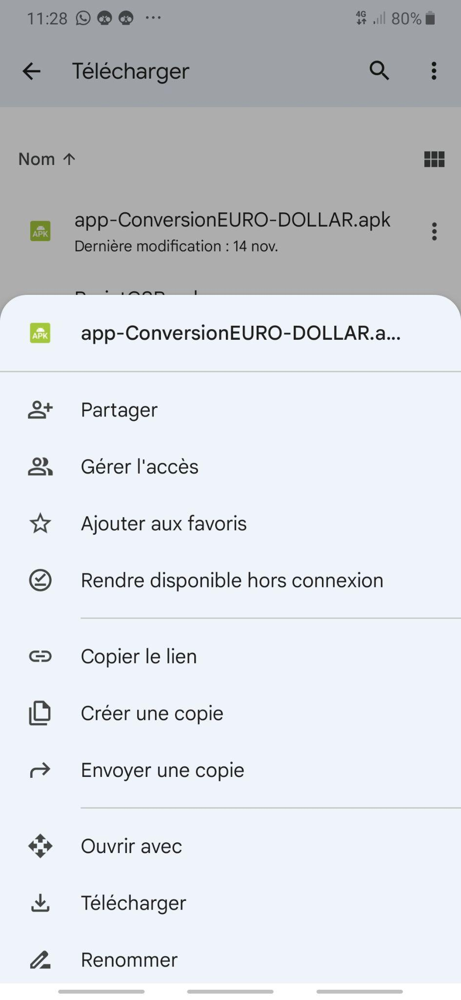 11:28
4G 80%
Télécharger
Nom
APK
app-ConversionEURO-DOLLAR.apk
Dernière modification : 14 nov.
APK
app-ConversionEURO-DOLLAR.a...
Partager
Gérer l'accès
Ajouter aux favoris
Rendre disponible hors connexion
Copier le lien
Créer une copie
Envoyer une copie
Ouvrir avec
Télécharger
Renommer